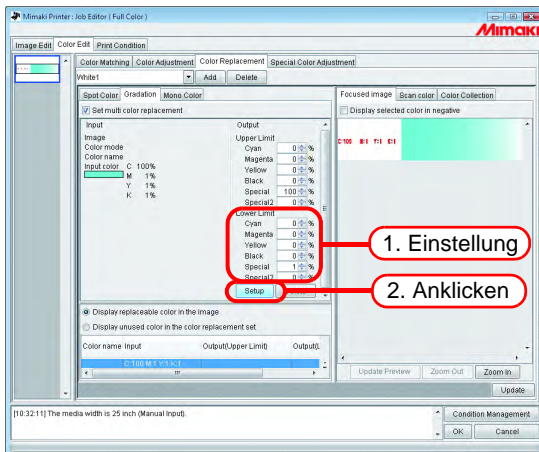 Mimaki Printer : Job Editor ( Full Color )
Mimaki
Image Edit Color Edit Print Condition
Color Matching Color Adjustment Color Replacement Special Color Adjustment
White1 Add Delete
Spot Color Gradation Mono Color
Set multi color replacement
Input Output
Image Upper Limit
Color mode Cyan 0 %
Color name Magenta 0 %
Input color C 100% Yellow 0 %
M 1% Black 0 %
Y 1% Special 100 %
K 1% Special2 0 %
Lower Limit
Cyan 0 %
Magenta 0 %
Yellow 0 %
Black 0 %
Special 1 %
Special2 0 %
Setup
Display replaceable color in the image
Display unused color in the color replacement set
Color name Input Output(Upper Limit) Output(L
C:100 M:1 Y:1 K:1
Focused image Scan color Color Collection
Display selected color in negative
C:100 M:1 Y:1 K:1
1. Einstellung
2. Anklicken
Update Preview Zoom Out Zoom In
Update
[10:32:11] The media width is 25 inch (Manual Input).
Condition Management
OK Cancel